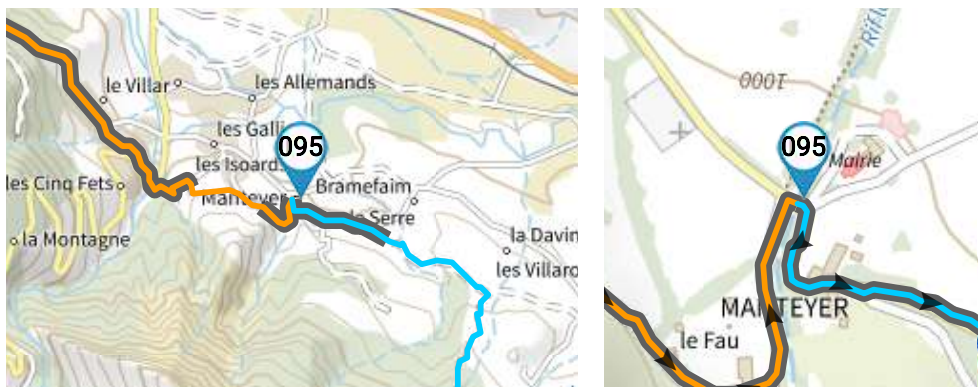 le Villar
les Allemands
les Galli
095
les Isoard
les Cinq Fets
Manteyer
Bramefaim
le Serre
la Montagne
la Davin
les Villaro
Rif
1000
095
Mairie
MANTEYER
le Fau